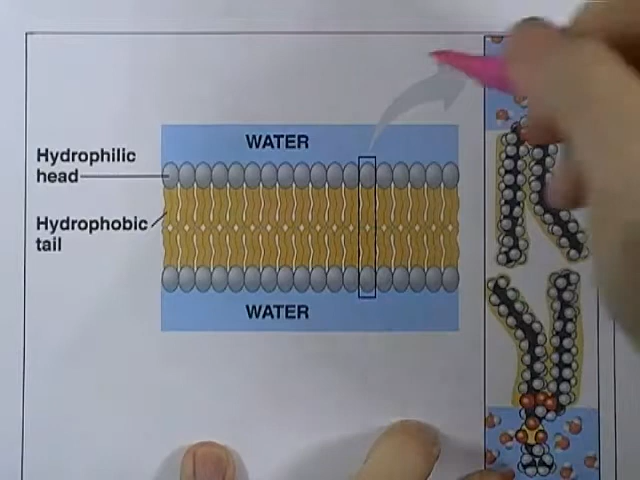 WATER
Hydrophilic
head
Hydrophobic
tail
WATER